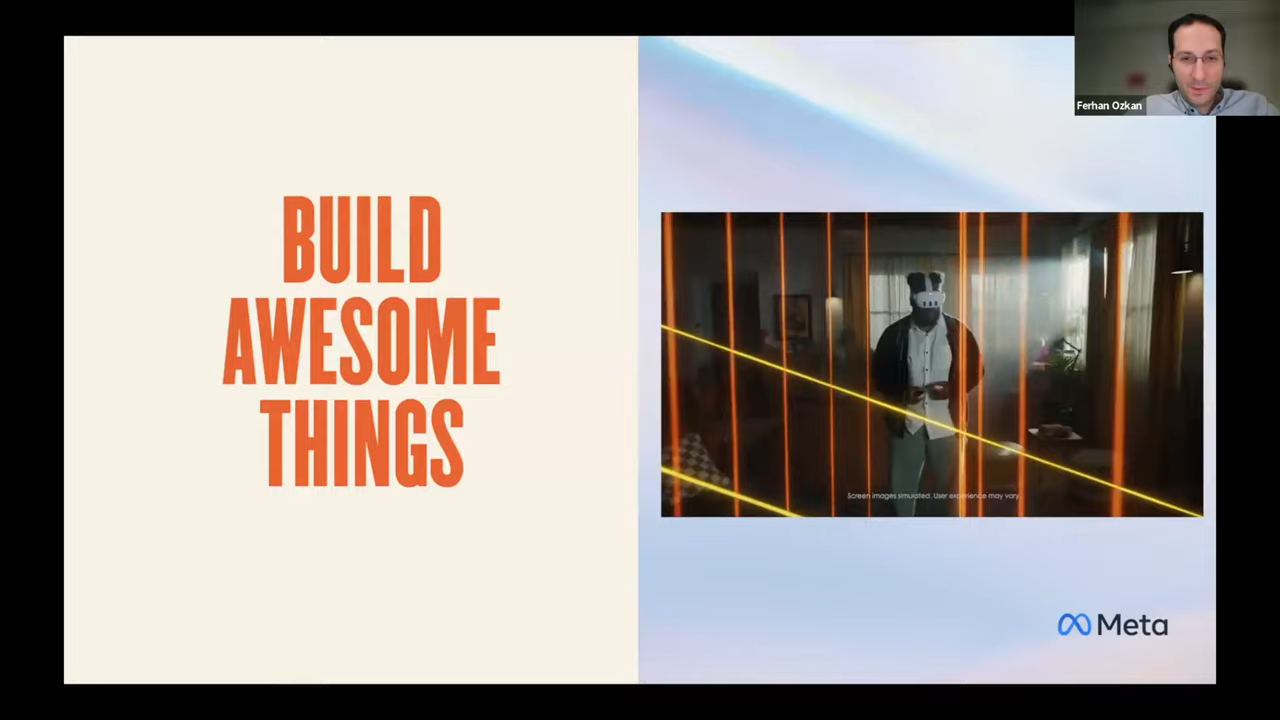 Ferhan Ozkan
BUILD
AWESOME
THINGS
Screen images simulated. User experience may vary.
Meta